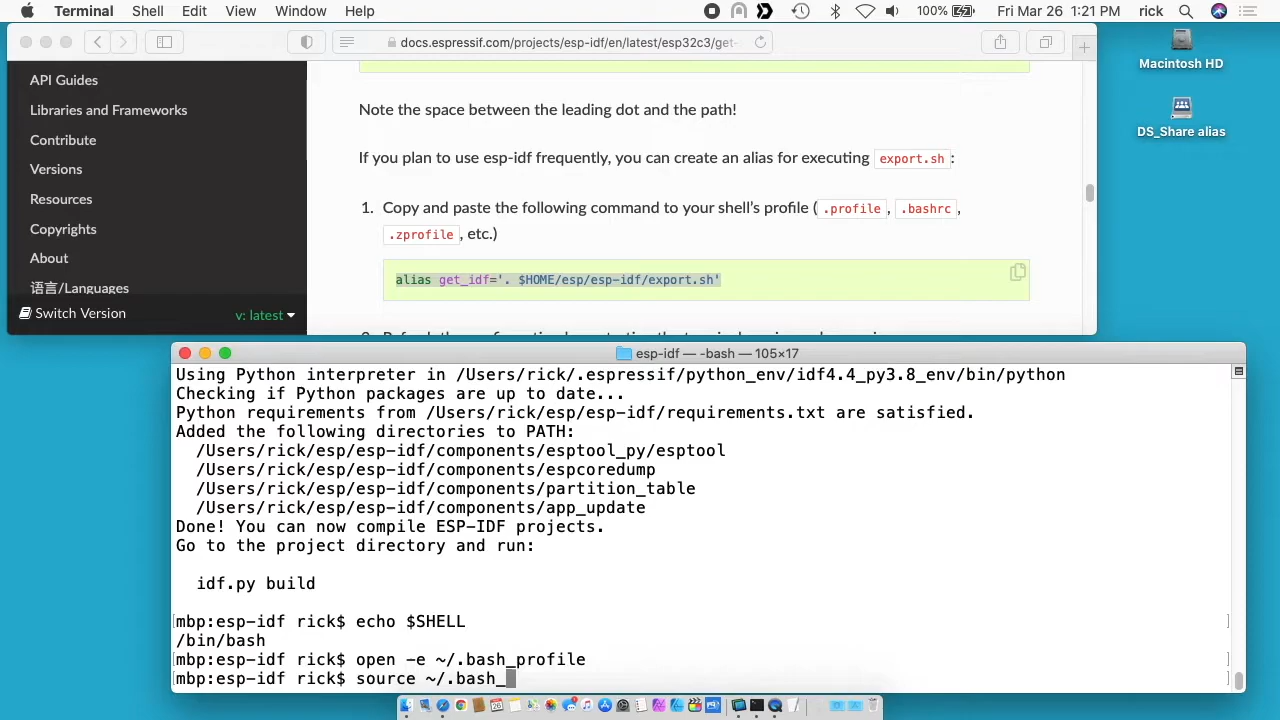 Terminal Shell Edit View Window Help 100% Fri Mar 26 1:21 PM rick
docs.espressif.com/projects/esp-idf/en/latest/esp32c3/get-
Macintosh HD
DS_Share alias
API Guides
Libraries and Frameworks
Contribute
Versions
Resources
Copyrights
About
语言/Languages
Switch Version v: latest
Note the space between the leading dot and the path!
If you plan to use esp-idf frequently, you can create an alias for executing export.sh:
1. Copy and paste the following command to your shell’s profile ( .profile, .bashrc,
.zprofile, etc.)
alias get_idf='. $HOME/esp/esp-idf/export.sh'
esp-idf — -bash — 105×17
Using Python interpreter in /Users/rick/.espressif/python_env/idf4.4_py3.8_env/bin/python
Checking if Python packages are up to date...
Python requirements from /Users/rick/esp/esp-idf/requirements.txt are satisfied.
Added the following directories to PATH:
/Users/rick/esp/esp-idf/components/esptool_py/esptool
/Users/rick/esp/esp-idf/components/espcoredump
/Users/rick/esp/esp-idf/components/partition_table
/Users/rick/esp/esp-idf/components/app_update
Done! You can now compile ESP-IDF projects.
Go to the project directory and run:
idf.py build
[mbp:esp-idf rick$ echo $SHELL ]
/bin/bash
[mbp:esp-idf rick$ open -e ~/.bash_profile ]
[mbp:esp-idf rick$ source ~/.bash_ ]